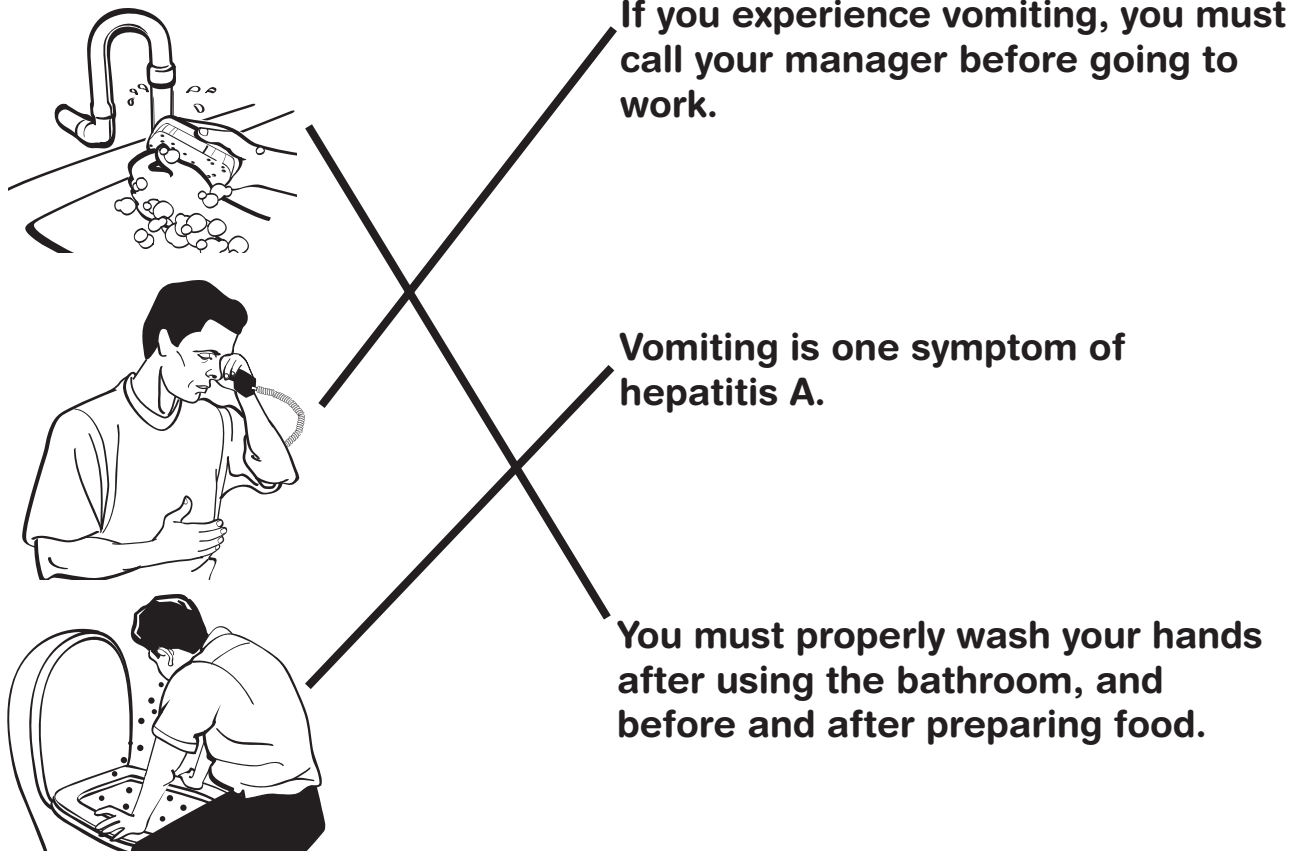 If you experience vomiting, you must
call your manager before going to
work.
Vomiting is one symptom of
hepatitis A.
You must properly wash your hands
after using the bathroom, and
before and after preparing food.